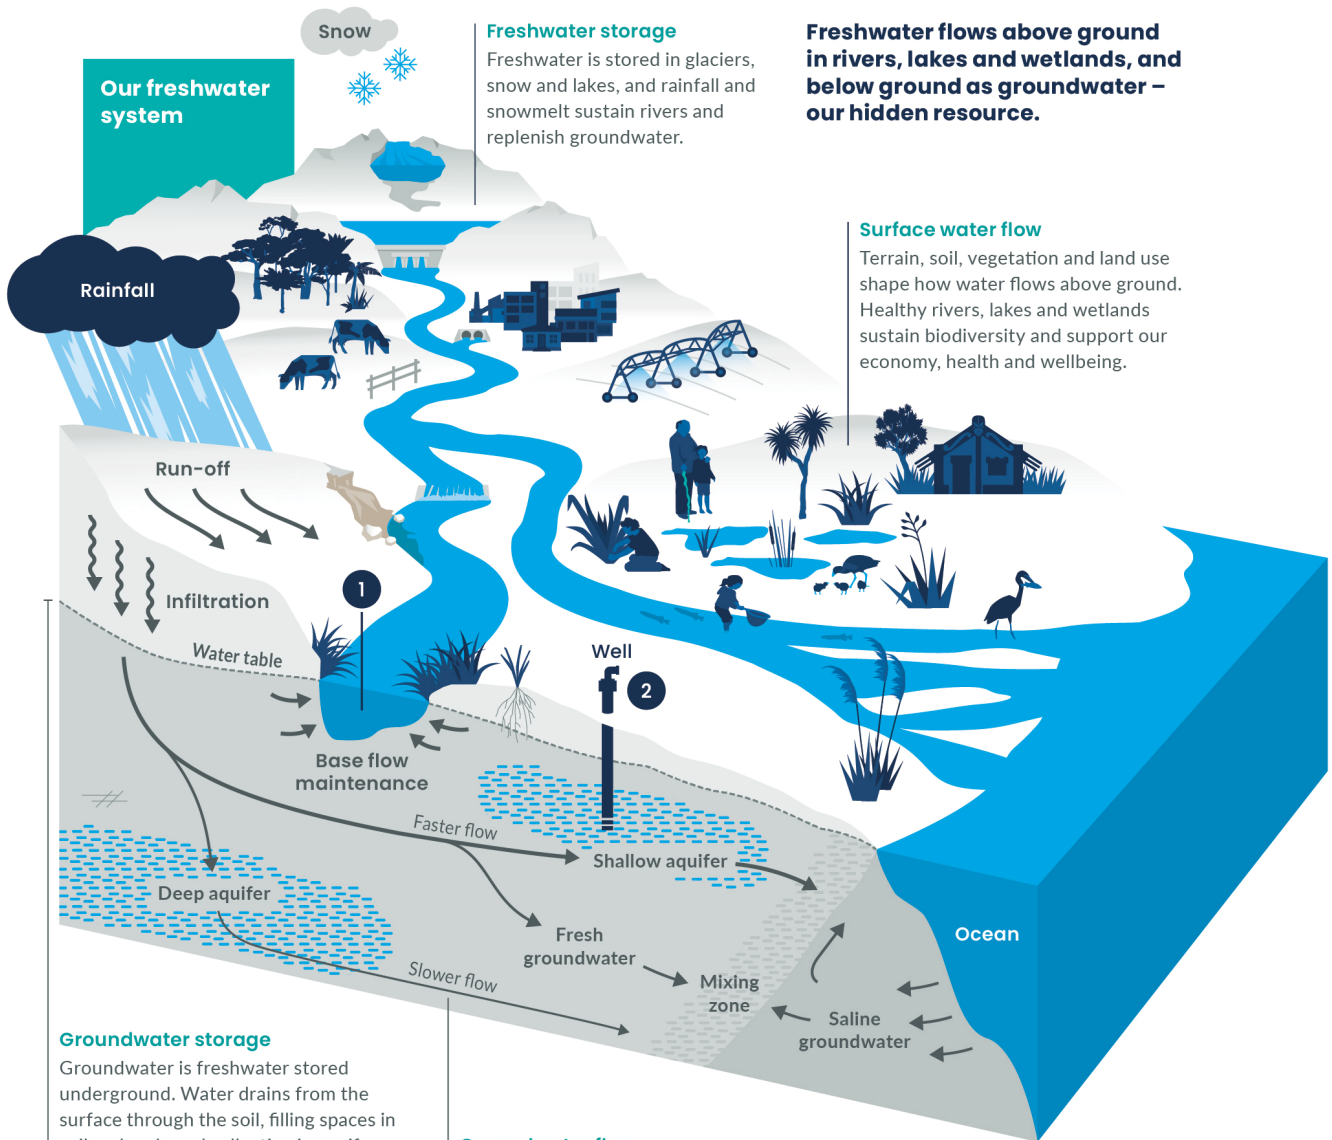 Snow
Our freshwater
system
Freshwater storage
Freshwater is stored in glaciers,
snow and lakes, and rainfall and
snowmelt sustain rivers and
replenish groundwater.
Freshwater flows above ground
in rivers, lakes and wetlands, and
below ground as groundwater –
our hidden resource.
Surface water flow
Terrain, soil, vegetation and land use
shape how water flows above ground.
Healthy rivers, lakes and wetlands
sustain biodiversity and support our
economy, health and wellbeing.
Rainfall
Run-off
Infiltration
1
Water table
Well
2
Base flow
maintenance
Faster flow
Shallow aquifer
Deep aquifer
Fresh
groundwater
Slower flow
Mixing
zone
Saline
groundwater
Ocean
Groundwater storage
Groundwater is freshwater stored
underground. Water drains from the
surface through the soil, filling spaces in